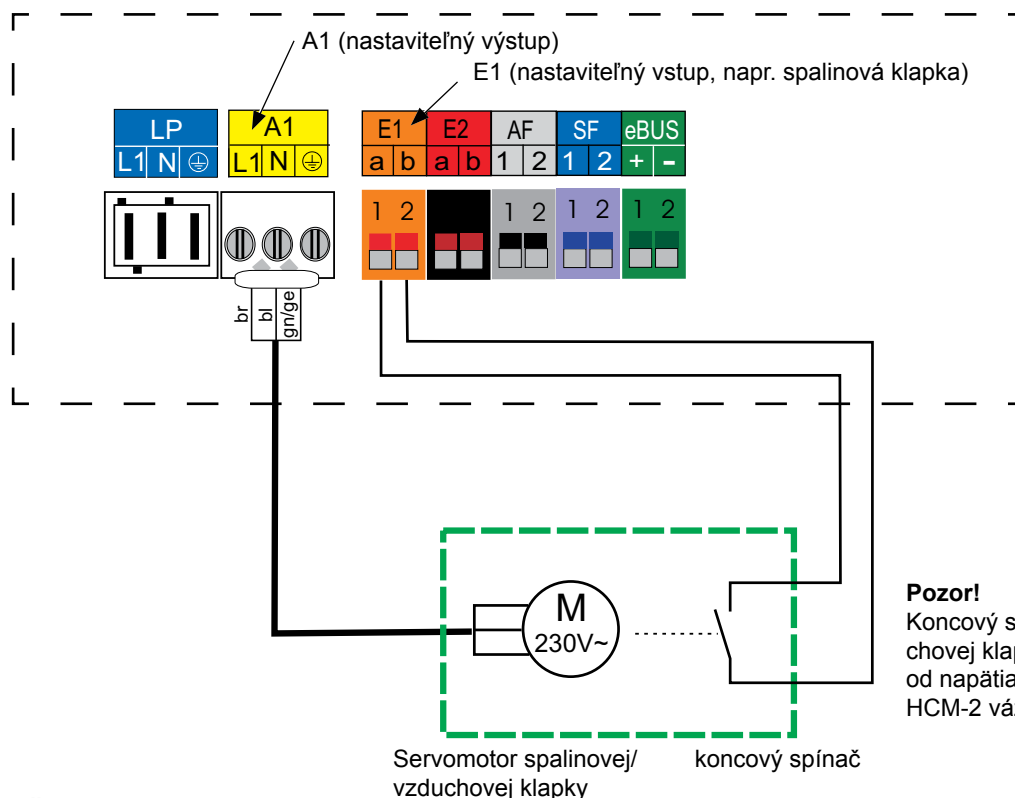 A1 (nastaviteľný výstup)
E1 (nastaviteľný vstup, napr. spalinová klapka)
LP A1 E1 E2 AF SF eBUS
L1 N L1 N a b a b 1 2 1 2 + -
1 2 1 2 1 2 1 2
br bl gn/ge
M
230V~
Pozor!
Koncový s
chovej klap
od napätia
HCM-2 váž
Servomotor spalinovej/ koncový spínač
vzduchovej klapky